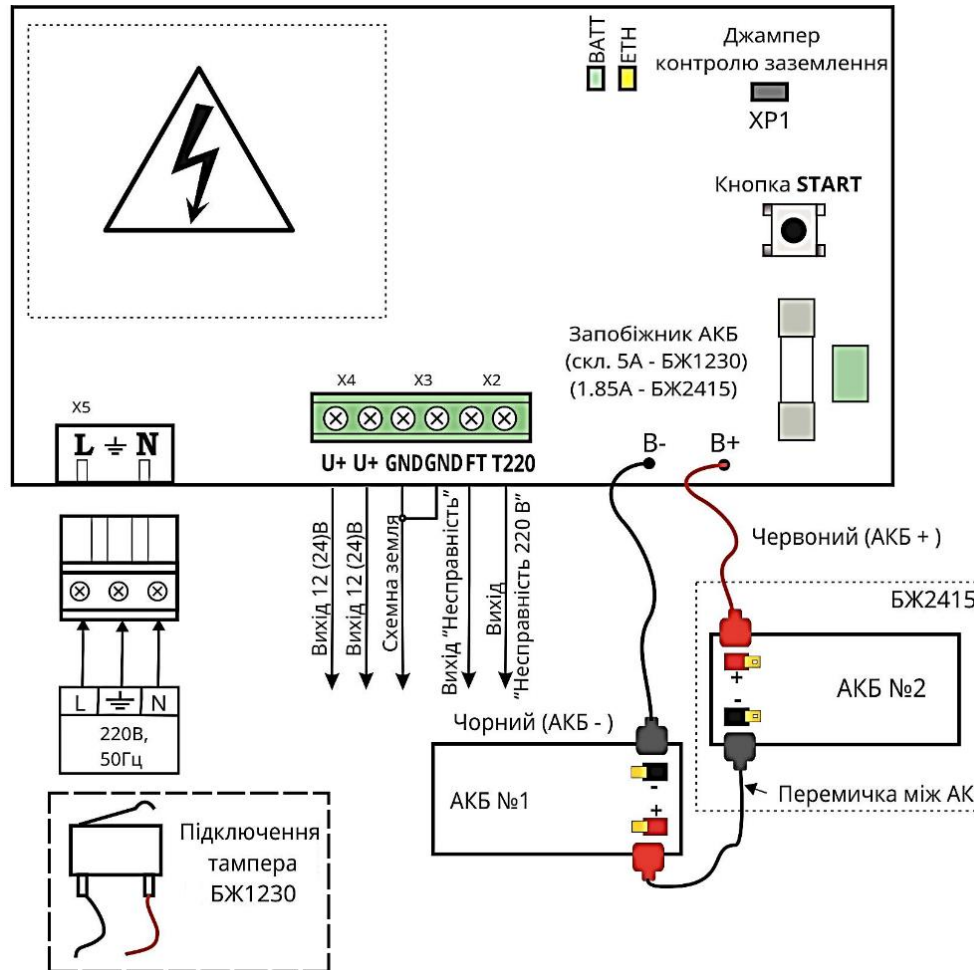 BATT
ETH
Джампер
контролю заземлення
XP1
Кнопка START
Запобіжник АКБ
(скл. 5А - БЖ1230)
(1.85А - БЖ2415)
X4 X3 X2
X5
L N
U+ U+ GND GND FT T220
B- B+
Вихід 12 (24)В
Вихід 12 (24)В
Схемна земля
Вихід “Несправність”
Вихід
“Несправність 220 В”
Червоний (АКБ + )
БЖ2415
+
-
АКБ №2
Чорний (АКБ - )
АКБ №1
-
+
Перемичка між АК
L N
220В,
50Гц
Підключення
тампера
БЖ1230